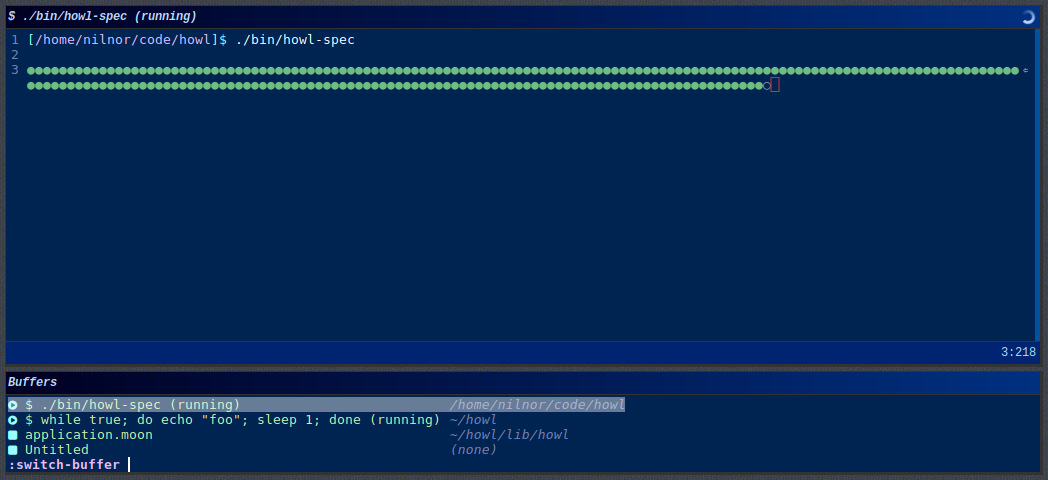 $ ./bin/howl-spec (running)
1 [/home/nilnor/code/howl]$ ./bin/howl-spec
2
3
3:218
Buffers
$ ./bin/howl-spec (running) /home/nilnor/code/howl
$ while true; do echo "foo"; sleep 1; done (running) ~/howl
application.moon ~/howl/lib/howl
Untitled (none)
:switch-buffer